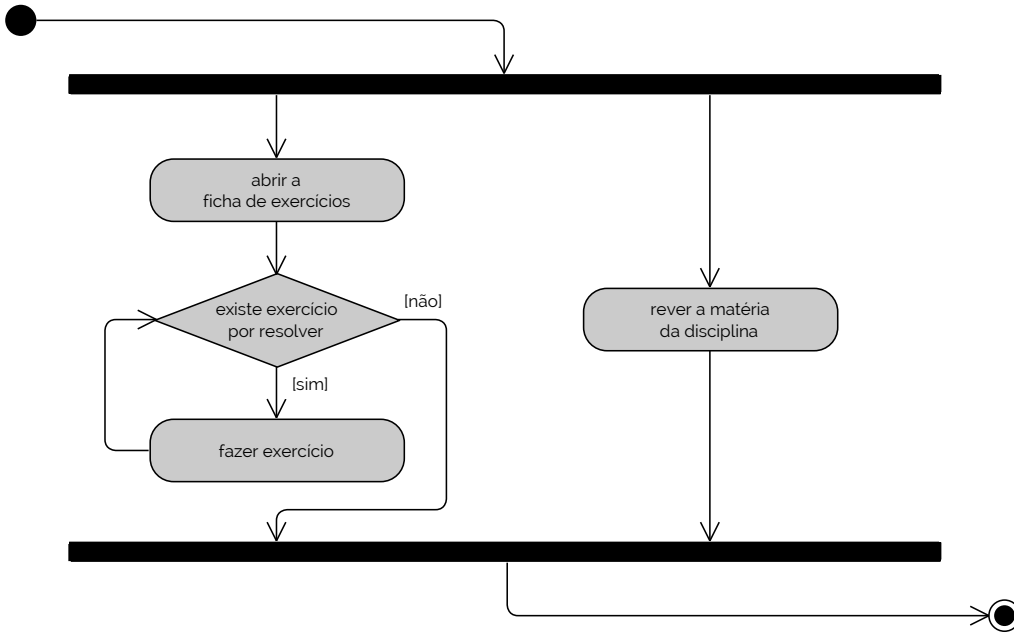 abrir a
ficha de exercícios
existe exercício
por resolver
[não]
[sim]
fazer exercício
rever a matéria
da disciplina